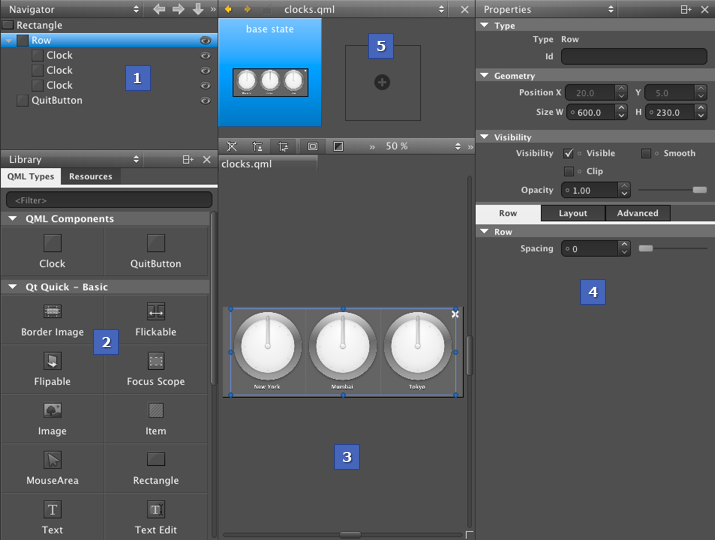 Navigator
Rectangle
Row
Clock
Clock
Clock
QuitButton
1
Library
QML Types
Resources
<Filter>
QML Components
Clock
QuitButton
Qt Quick - Basic
Border Image
Flickable
2
Flipable
Focus Scope
Image
Item
MouseArea
Rectangle
Text
Text Edit
clocks.qml
base state
5
50 %
clocks.qml
New York
Mumbai
Tokyo
3
Properties
Type
Type Row
Id
Geometry
Position X 20.0 Y 5.0
Size W 600.0 H 230.0
Visibility
Visibility Visible Smooth
Clip
Opacity 1.00
Row Layout Advanced
Row
Spacing 0
4